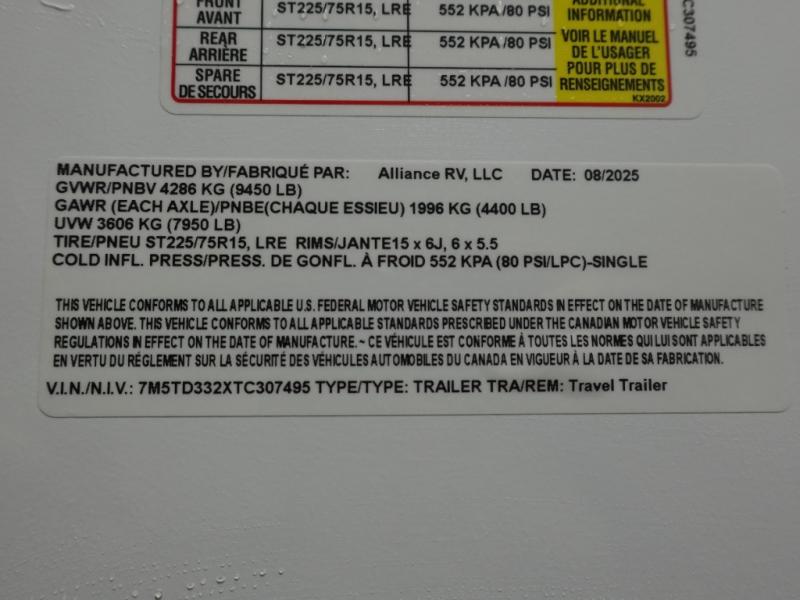 FRONT ST225/75R15, LRE 552 KPA/80 PSI ADDITIONAL
AVANT INFORMATION
REAR ST225/75R15, LRE 552 KPA/80 PSI VOIR LE MANUEL
ARRIÈRE DE L'USAGER
SPARE ST225/75R15, LRE 552 KPA/80 PSI POUR PLUS DE
DE SECOURS RENSEIGNEMENTS
KX2002
C307495
MANUFACTURED BY/FABRIQUÉ PAR: Alliance RV, LLC DATE: 08/2025
GVWR/PNBV 4286 KG (9450 LB)
GAWR (EACH AXLE)/PNBE(CHAQUE ESSIEU) 1996 KG (4400 LB)
UVW 3606 KG (7950 LB)
TIRE/PNEU ST225/75R15, LRE RIMS/JANTE15 x 6J, 6 x 5.5
COLD INFL. PRESS/PRESS. DE GONFL. À FROID 552 KPA (80 PSI/LPC)-SINGLE
THIS VEHICLE CONFORMS TO ALL APPLICABLE U.S. FEDERAL MOTOR VEHICLE SAFETY STANDARDS IN EFFECT ON THE DATE OF MANUFACTURE
SHOWN ABOVE. THIS VEHICLE CONFORMS TO ALL APPLICABLE STANDARDS PRESCRIBED UNDER THE CANADIAN MOTOR VEHICLE SAFETY
REGULATIONS IN EFFECT ON THE DATE OF MANUFACTURE. ~ CE VÉHICULE EST CONFORME À TOUTES LES NORMES QUI LUI SONT APPLICABLES
EN VERTU DU RÉGLEMENT SUR LA SÉCURITÉ DES VÉHICULES AUTOMOBILES DU CANADA EN VIGUEUR À LA DATE DE SA FABRICATION.
V.I.N./N.I.V.: 7M5TD332XTC307495 TYPE/TYPE: TRAILER TRA/REM: Travel Trailer